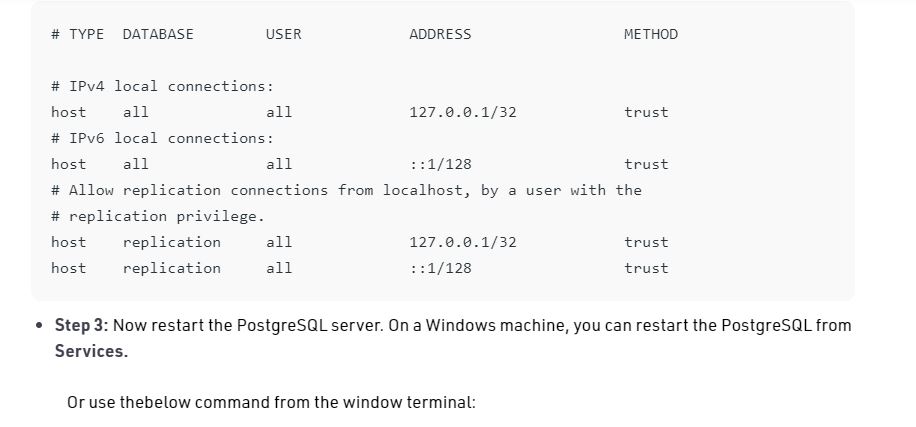 # TYPE  DATABASE        USER            ADDRESS                 METHOD
# IPv4 local connections:
host    all             all             127.0.0.1/32            trust
# IPv6 local connections:
host    all             all             ::1/128                 trust
# Allow replication connections from localhost, by a user with the
# replication privilege.
host    replication     all             127.0.0.1/32            trust
host    replication     all             ::1/128                 trust
• Step 3: Now restart the PostgreSQL server. On a Windows machine, you can restart the PostgreSQL from
Services.
Or use thebelow command from the window terminal: